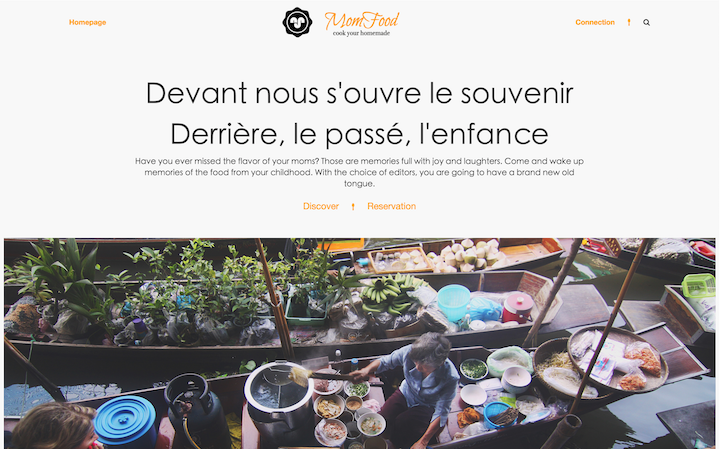 Homepage
MomFood
cook your homemade
Connection
Devant nous s'ouvre le souvenir
Derrière, le passé, l'enfance
Have you ever missed the flavor of your moms? Those are memories full with joy and laughters. Come and wake up
memories of the food from your childhood. With the choice of editors, you are going to have a brand new old
tongue.
Discover
Reservation